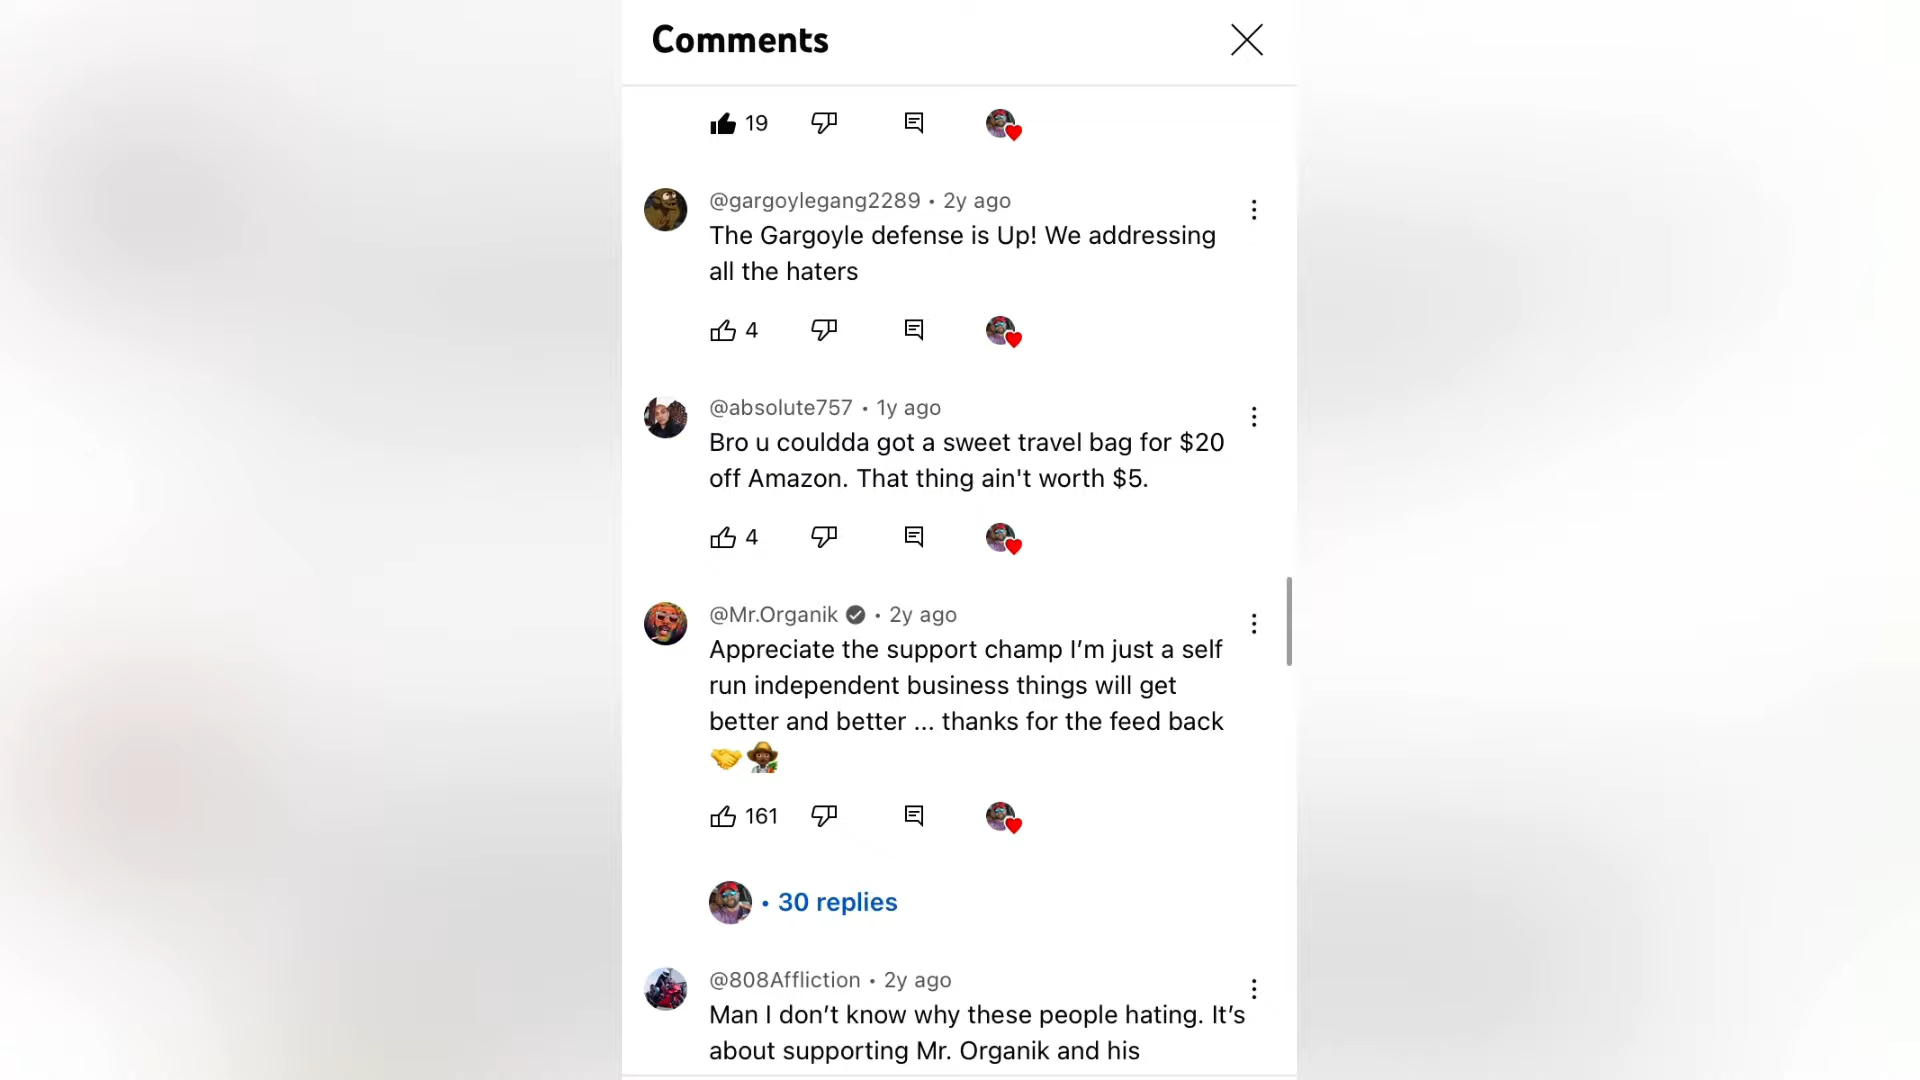 Comments
19
@gargoylegang2289 • 2y ago
The Gargoyle defense is Up! We addressing
all the haters
4
@absolute757 • 1y ago
Bro u couldda got a sweet travel bag for $20
off Amazon. That thing ain't worth $5.
4
@Mr.Organik • 2y ago
Appreciate the support champ I’m just a self
run independent business things will get
better and better ... thanks for the feed back
🤝👨🏾‍🌾
161
• 30 replies
@808Affliction • 2y ago
Man I don’t know why these people hating. It’s
about supporting Mr. Organik and his